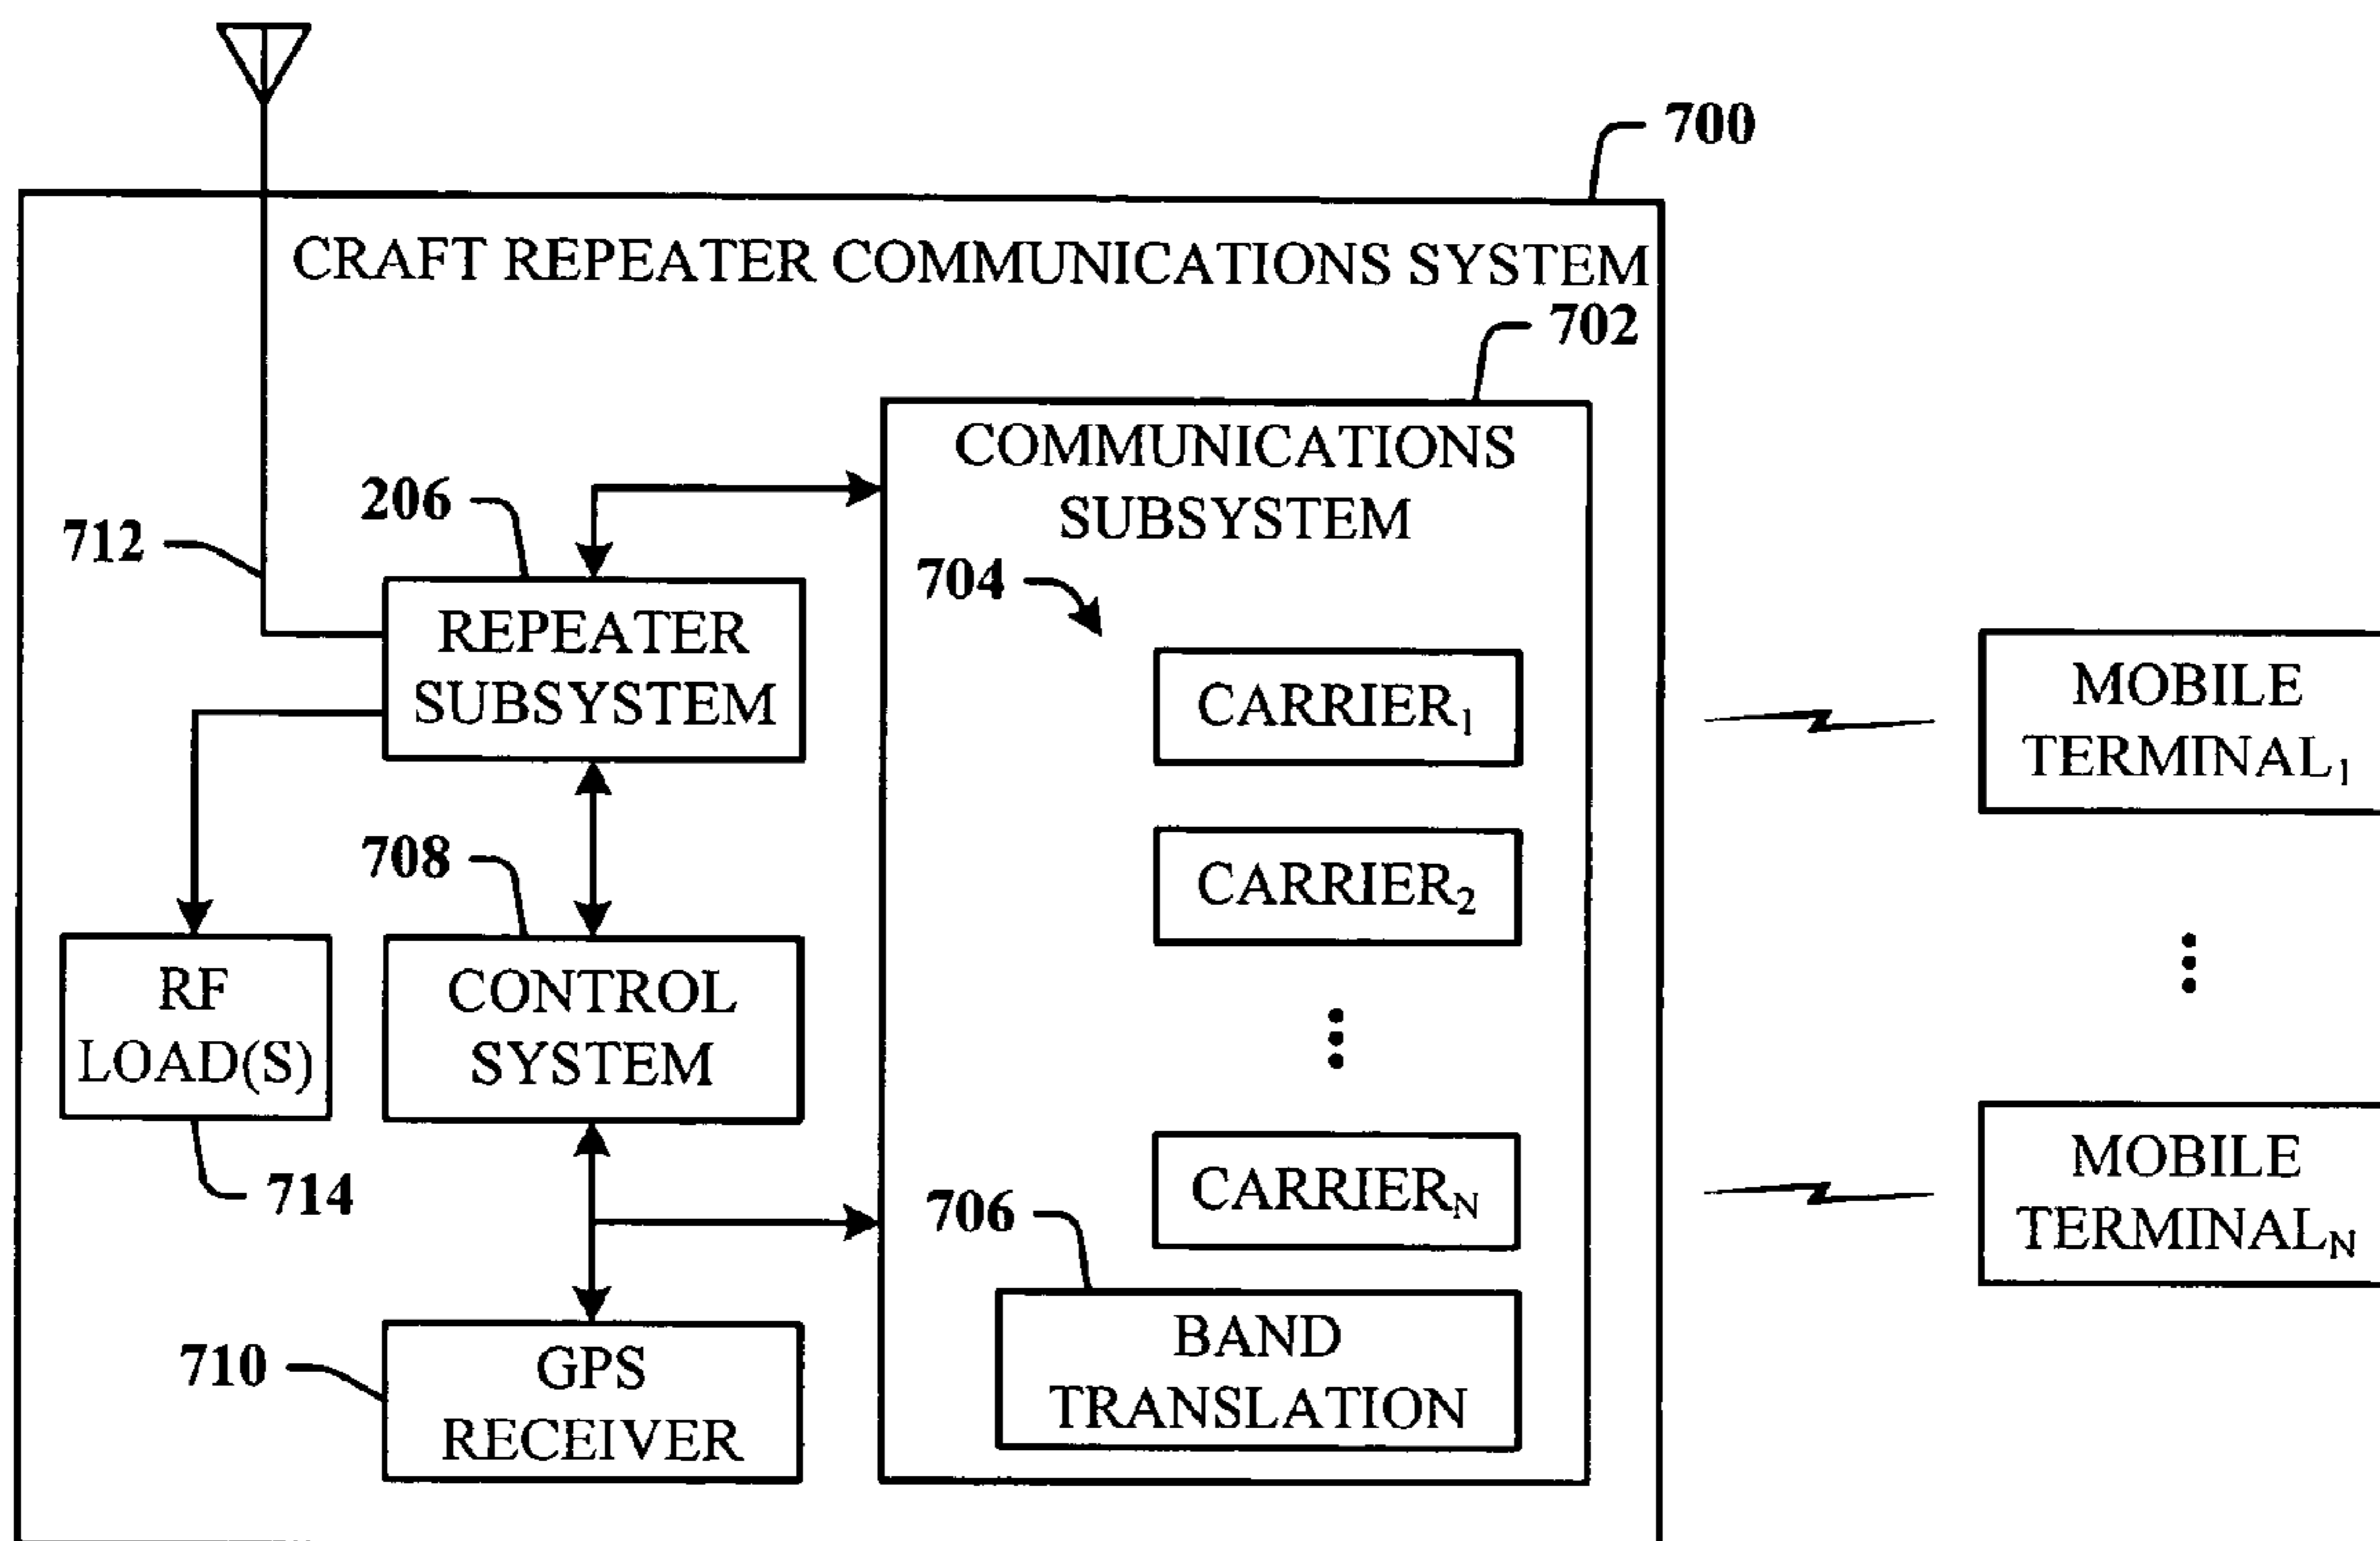 700
CRAFT REPEATER COMMUNICATIONS SYSTEM
702
COMMUNICATIONS
SUBSYSTEM
206
712
704
REPEATER
SUBSYSTEM
CARRIER1
MOBILE
TERMINAL1
708
CARRIER2
RF
LOAD(S)
CONTROL
SYSTEM
714
CARRIERN
MOBILE
TERMINALN
706
710
GPS
RECEIVER
BAND
TRANSLATION